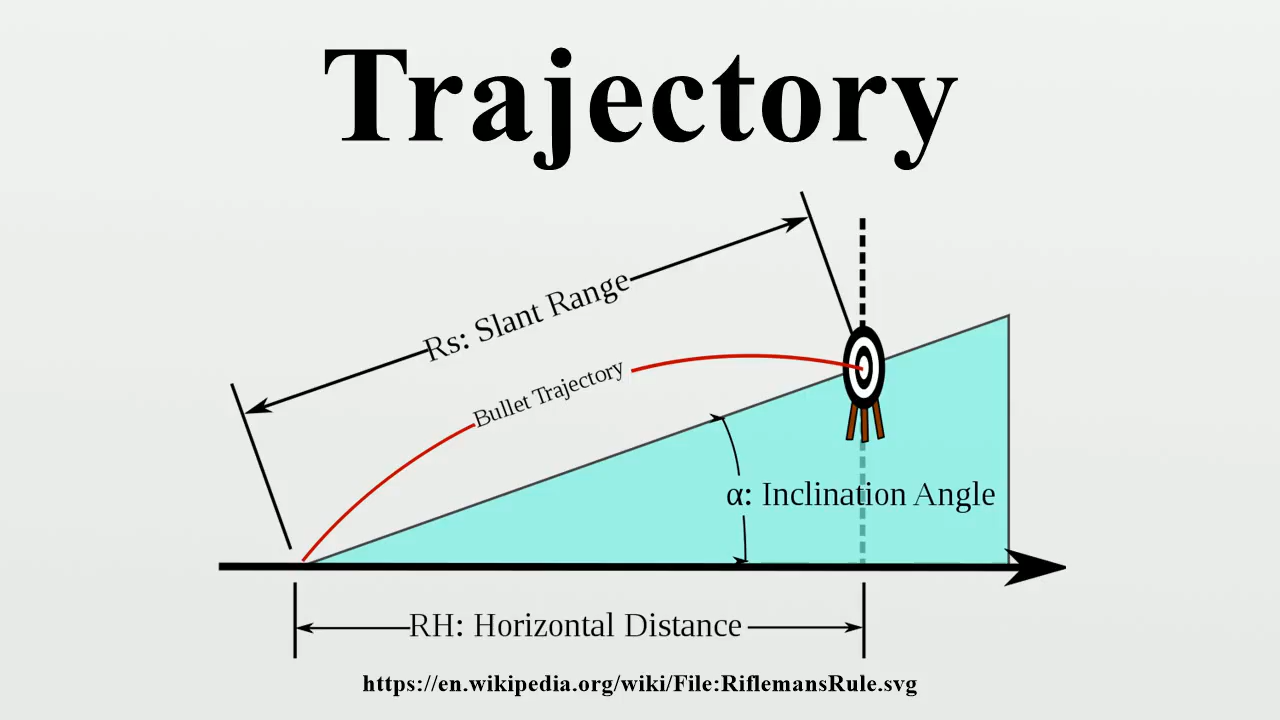 Trajectory
Rs: Slant Range
Bullet Trajectory
α: Inclination Angle
RH: Horizontal Distance
https://en.wikipedia.org/wiki/File:RiflemansRule.svg